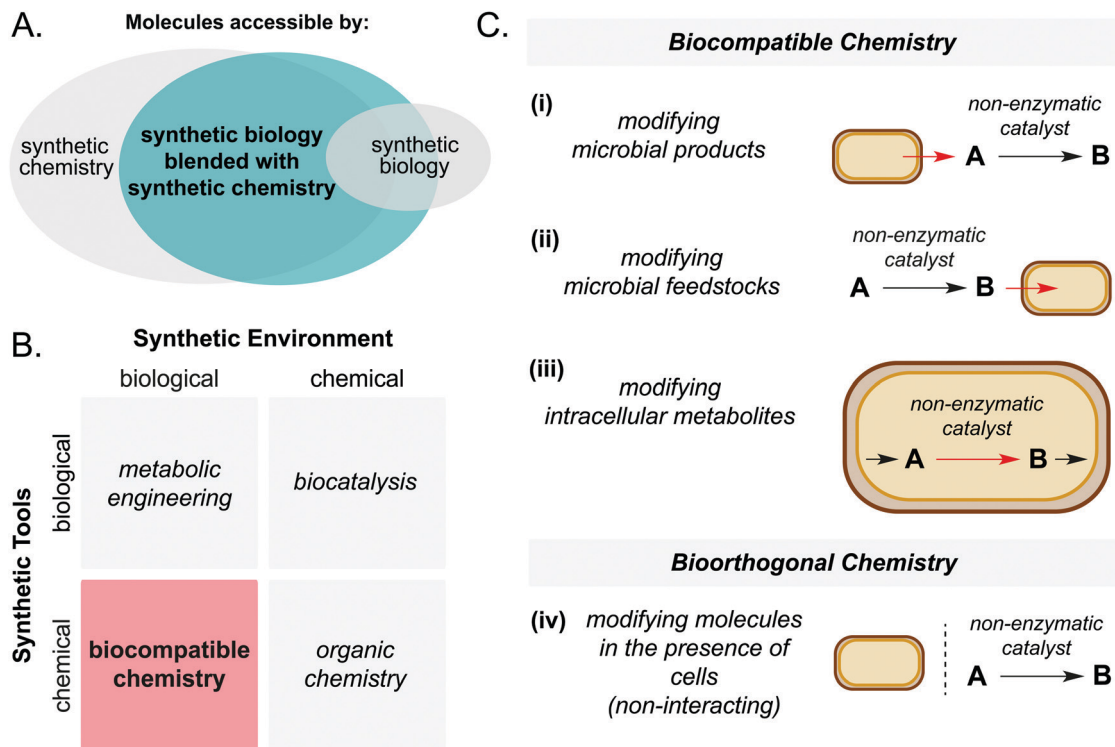 A.
Molecules accessible by:
synthetic
chemistry
synthetic biology
blended with
synthetic chemistry
synthetic
biology
B.
Synthetic Environment
biological
chemical
Synthetic Tools
biological
chemical
metabolic
engineering
biocatalysis
biocompatible
chemistry
organic
chemistry
C.
Biocompatible Chemistry
(i)
modifying
microbial products
non-enzymatic
catalyst
A
B
(ii)
modifying
microbial feedstocks
non-enzymatic
catalyst
A
B
(iii)
modifying
intracellular metabolites
non-enzymatic
catalyst
A
B
Bioorthogonal Chemistry
(iv)
modifying molecules
in the presence of
cells
(non-interacting)
non-enzymatic
catalyst
A
B